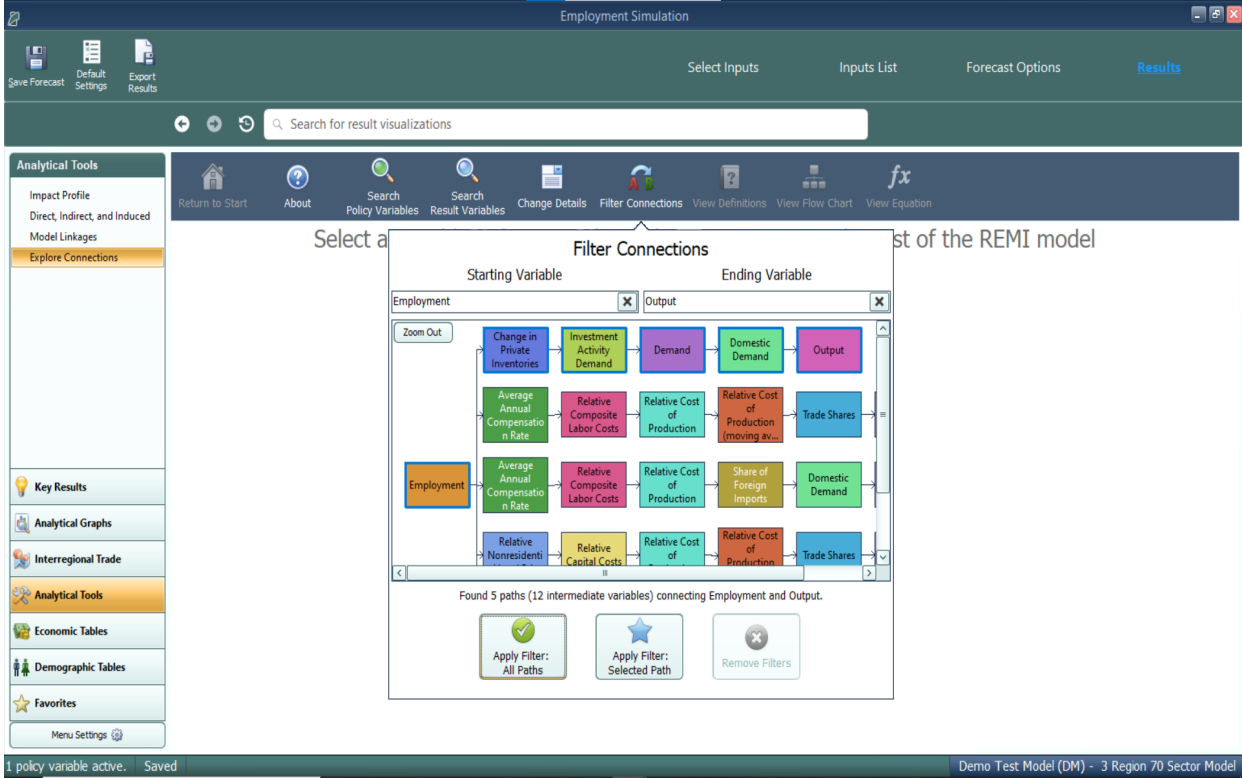 Employment Simulation
Save Forecast
Default
Settings
Export
Results
Select Inputs
Inputs List
Forecast Options
Results
Search for result visualizations
Analytical Tools
Impact Profile
Direct, Indirect, and Induced
Model Linkages
Explore Connections
Key Results
Analytical Graphs
Interregional Trade
Analytical Tools
Economic Tables
Demographic Tables
Favorites
Menu Settings
Return to Start
About
Search
Policy Variables
Search
Result Variables
Change Details
Filter Connections
View Definitions
View Flow Chart
fx
View Equation
Select a
st of the REMI model
Filter Connections
Starting Variable
Ending Variable
Employment
Output
Zoom Out
Employment
Change in
Private
Inventories
Investment
Activity
Demand
Demand
Domestic
Demand
Output
Average
Annual
Compensatio
n Rate
Relative
Composite
Labor Costs
Relative Cost
of
Production
Relative Cost
of
Production
(moving av...
Trade Shares
Average
Annual
Compensatio
n Rate
Relative
Composite
Labor Costs
Relative Cost
of
Production
Share of
Foreign
Imports
Domestic
Demand
Relative
Nonresidenti
Relative
Capital Costs
Relative Cost
of
Relative Cost
of
Production
Trade Shares
Found 5 paths (12 intermediate variables) connecting Employment and Output.
Apply Filter:
All Paths
Apply Filter:
Selected Path
Remove Filters
1 policy variable active.
Saved
Demo Test Model (DM) - 3 Region 70 Sector Model